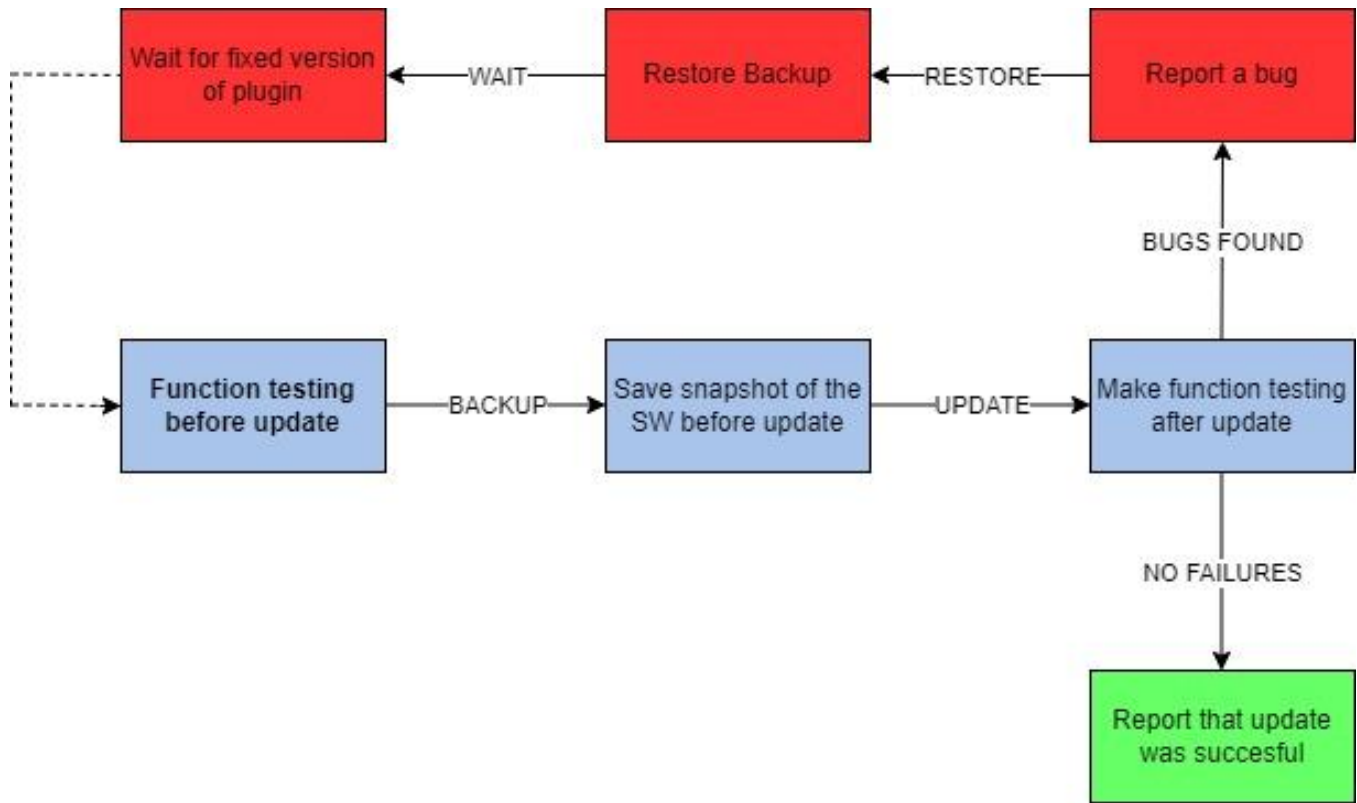 Wait for fixed version
of plugin
WAIT
Restore Backup
RESTORE
Report a bug
BUGS FOUND
Function testing
before update
BACKUP
Save snapshot of the
SW before update
UPDATE
Make function testing
after update
NO FAILURES
Report that update
was succesful